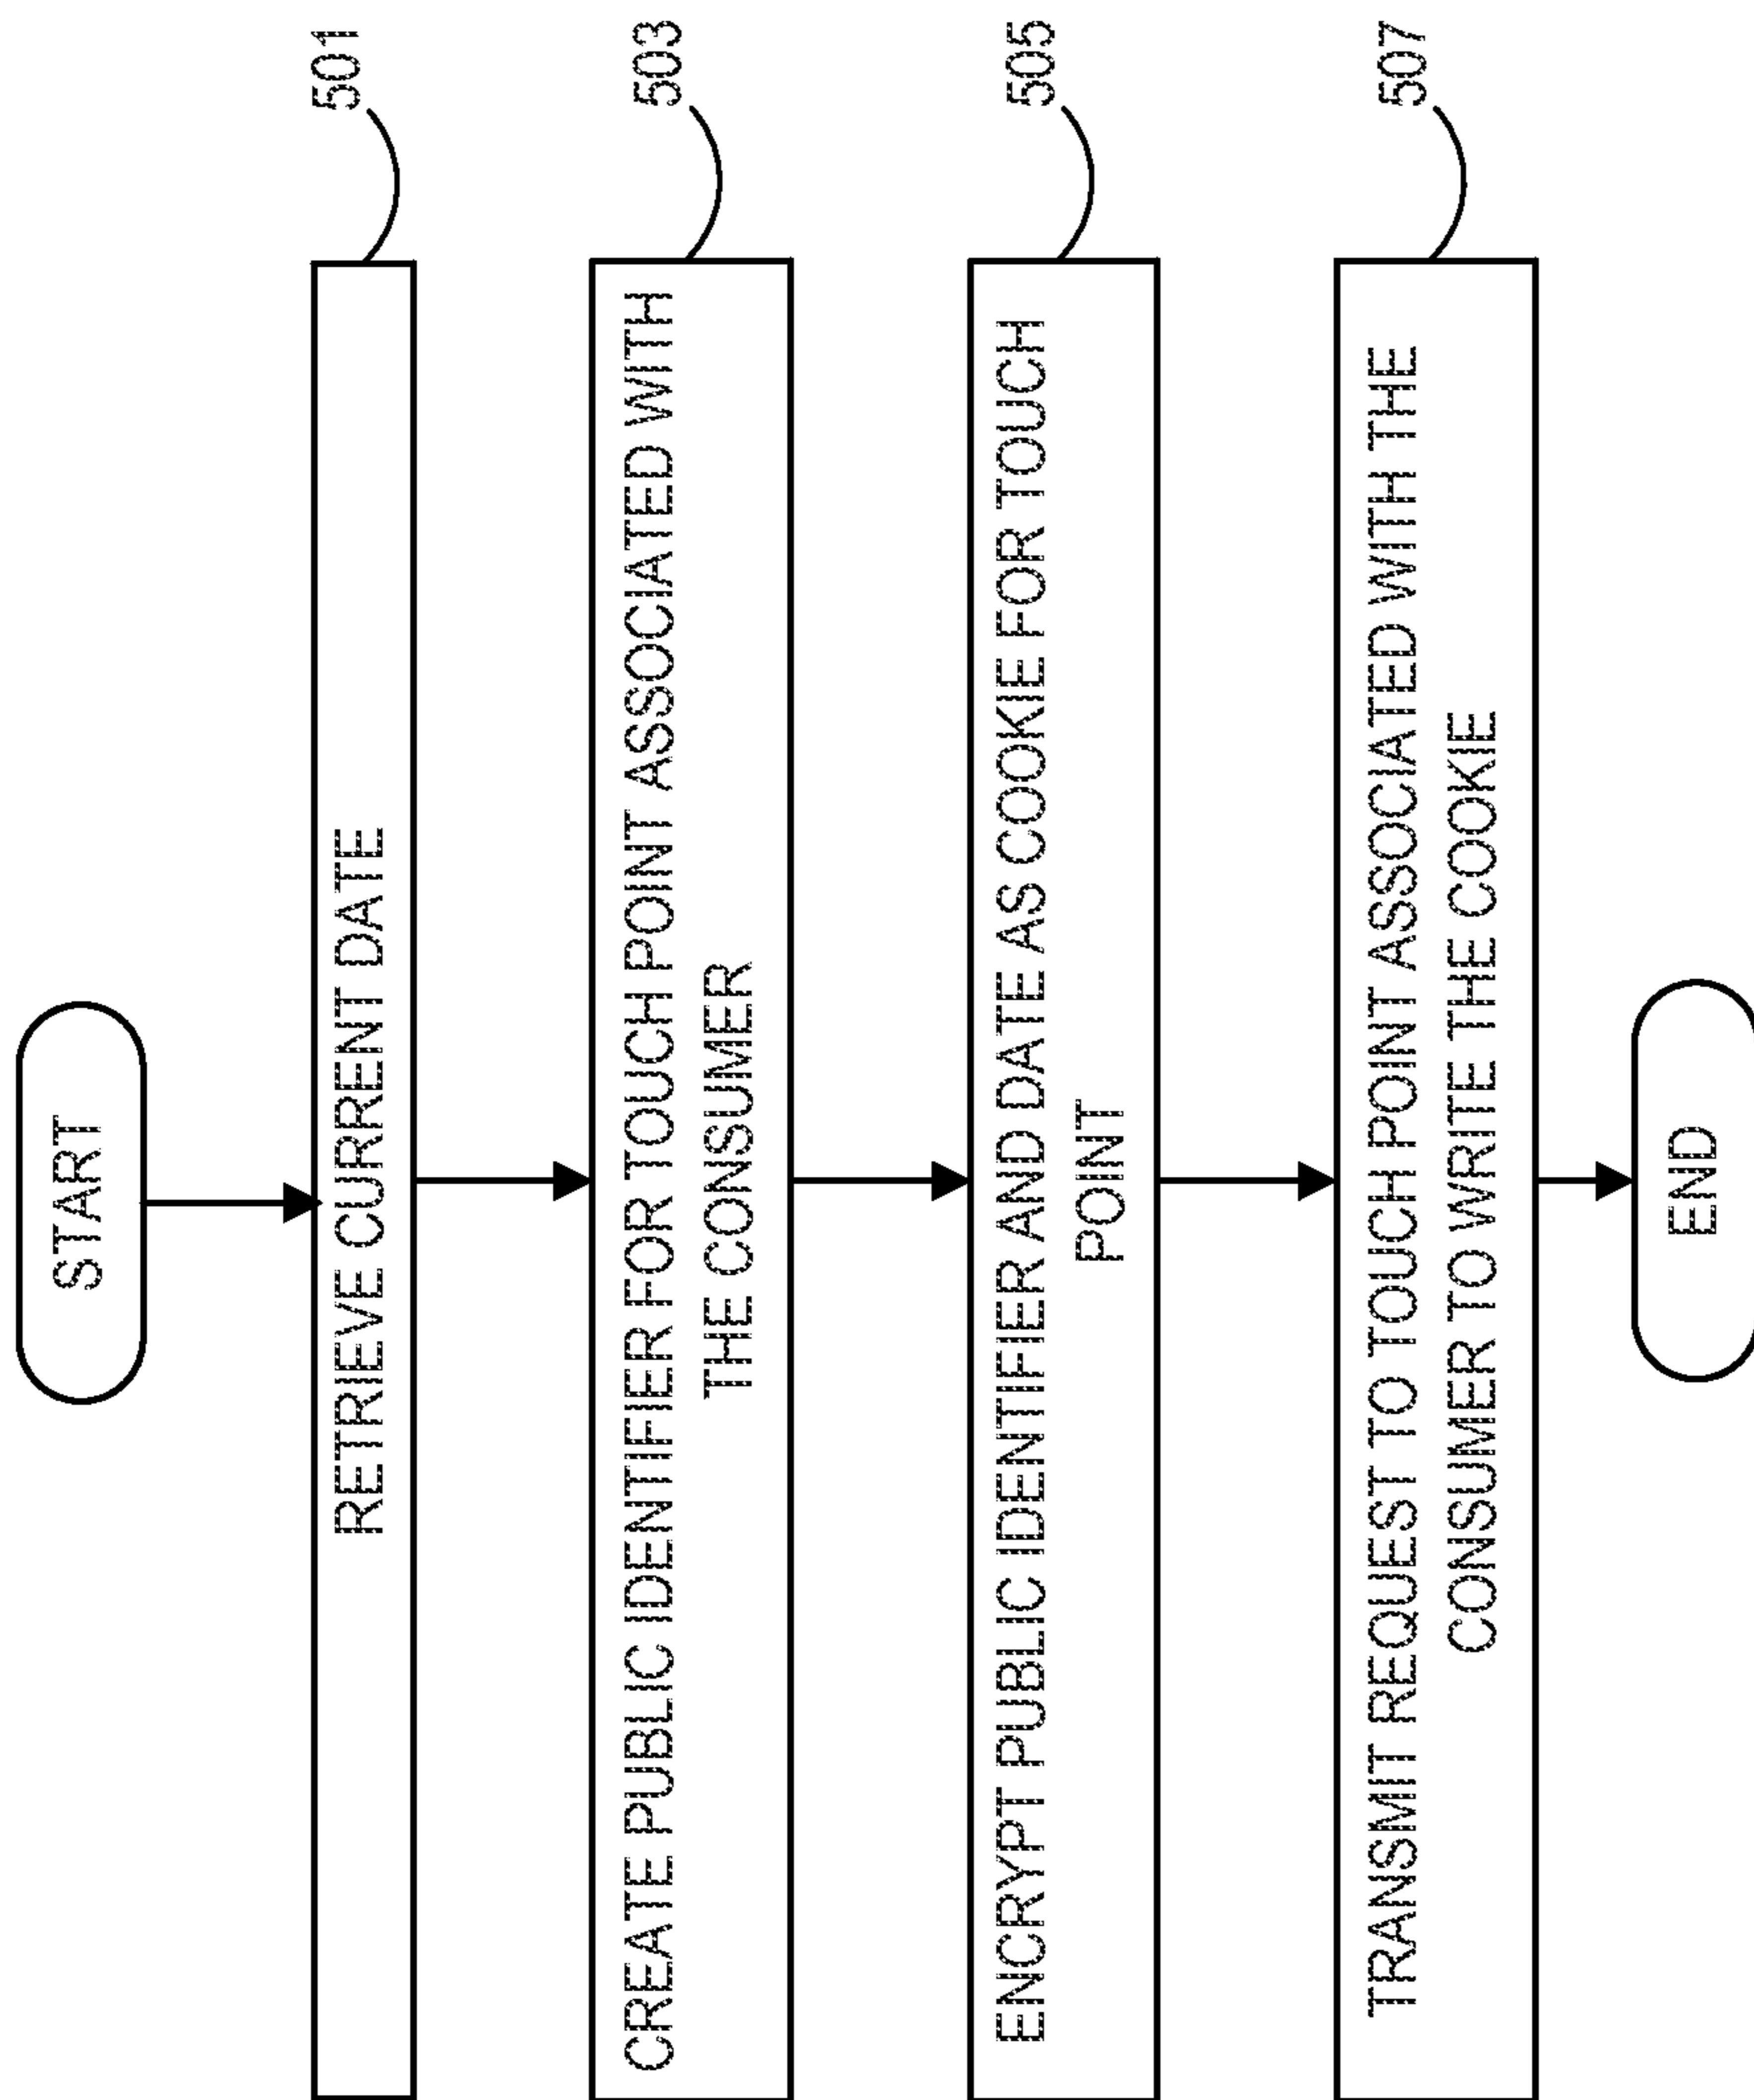 START
501
RETRIEVE CURRENT DATE
503
CREATE PUBLIC IDENTIFIER FOR TOUCH POINT ASSOCIATED WITH
THE CONSUMER
505
ENCRYPT PUBLIC IDENTIFIER AND DATE AS COOKIE FOR TOUCH
POINT
507
TRANSMIT REQUEST TO TOUCH POINT ASSOCIATED WITH THE
CONSUMER TO WRITE THE COOKIE
END